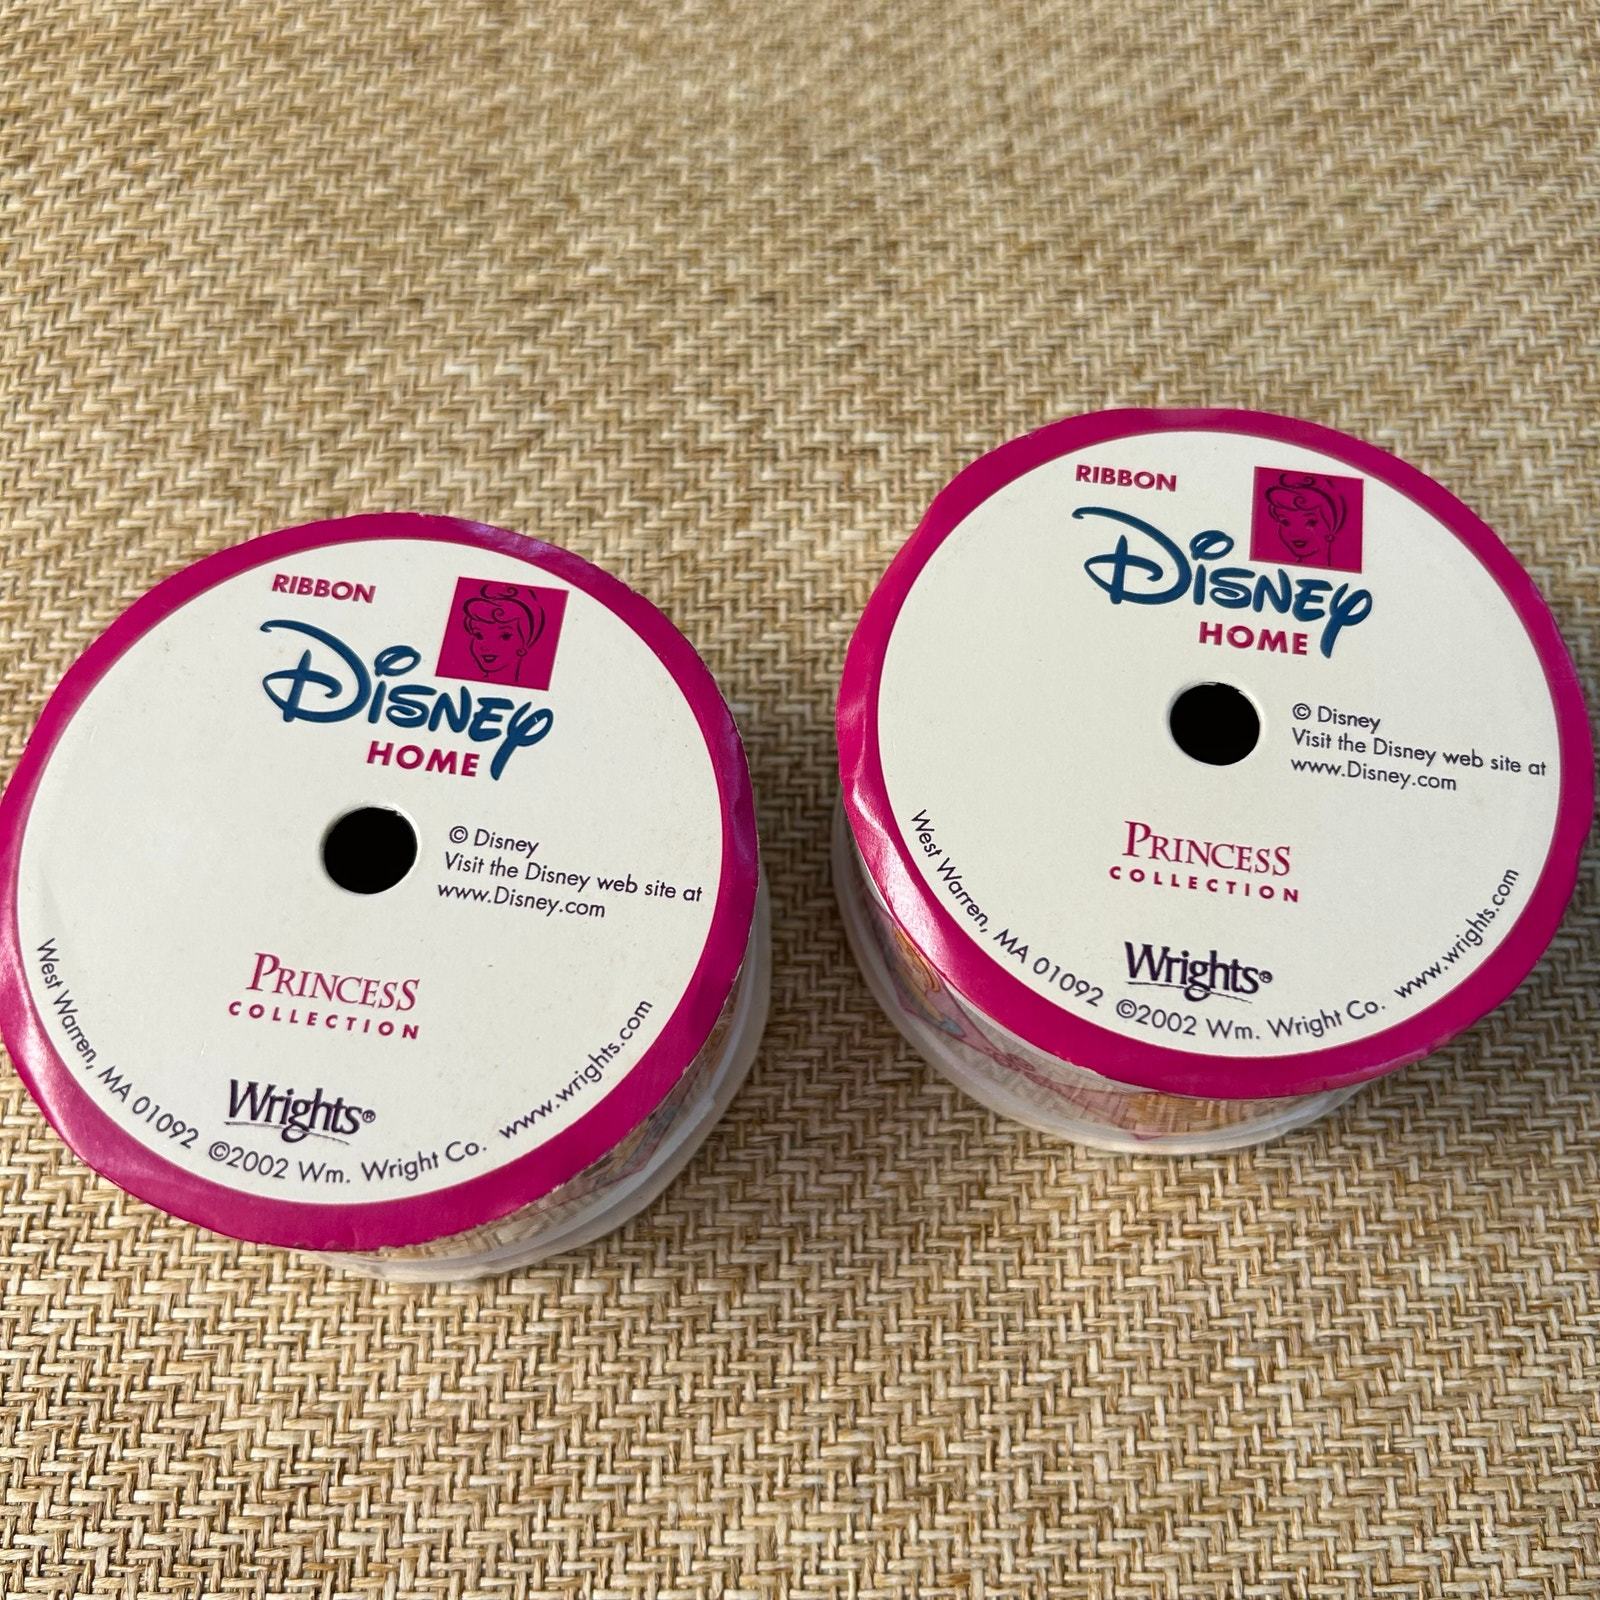 RIBBON
Disney
HOME
© Disney
Visit the Disney web site at
www.Disney.com
PRINCESS
COLLECTION
Wrights®
West Warren, MA 01092 ©2002 Wm. Wright Co. www.wrights.com
RIBBON
Disney
HOME
© Disney
Visit the Disney web site at
www.Disney.com
PRINCESS
COLLECTION
Wrights®
West Warren, MA 01092 ©2002 Wm. Wright Co. www.wrights.com